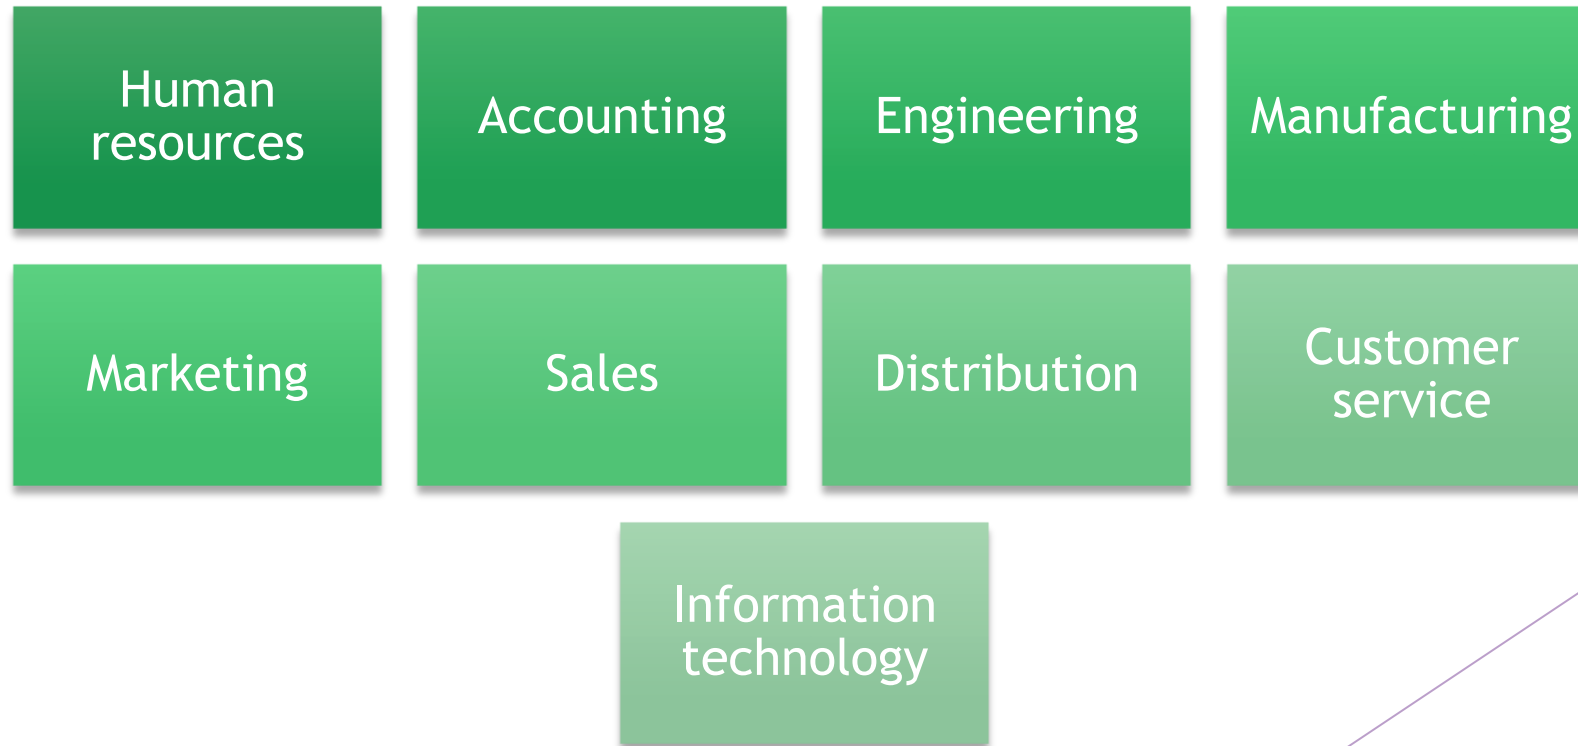 Human
resources
Accounting
Engineering
Manufacturing
Marketing
Sales
Distribution
Customer
service
Information
technology